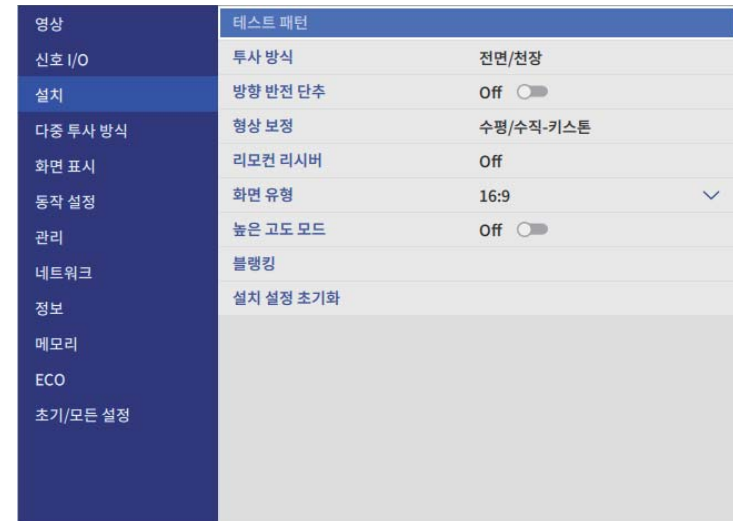 영상
신호 I/O
설치
다중 투사 방식
화면 표시
동작 설정
관리
네트워크
정보
메모리
ECO
초기/모든 설정
테스트 패턴
투사 방식 전면/천장
방향 반전 단추 Off
형상 보정 수평/수직-키스톤
리모컨 리시버 Off
화면 유형 16:9
높은 고도 모드 Off
블랭킹
설치 설정 초기화